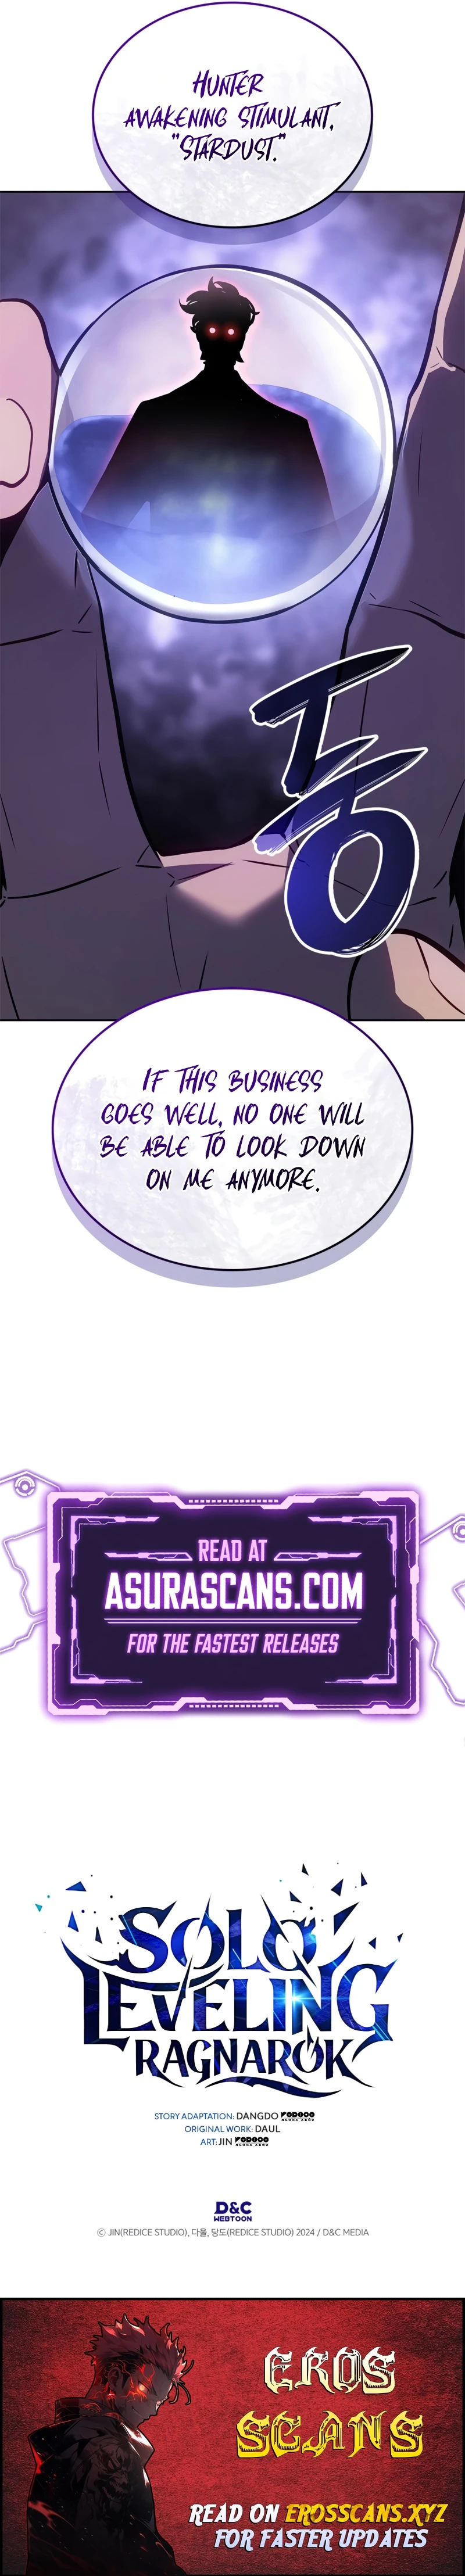 HUNTER
AWAKENING STIMULANT,
"STARDUST."
둥
IF THIS BUSINESS
GOES WELL, NO ONE WILL
BE ABLE TO LOOK DOWN
ON ME ANYMORE.
READ AT
ASURASCANS.COM
FOR THE FASTEST RELEASES
SOLO
LEVELING
RAGNAROK
STORY ADAPTATION: DANGDO
ORIGINAL WORK: DAUL
ART: JIN
D&C
WEBTOON
ⓒ JIN(REDICE STUDIO), 다울, 당도(REDICE STUDIO) 2024 / D&C MEDIA
EROS
SCANS
READ ON EROSSCANS.XYZ
FOR FASTER UPDATES